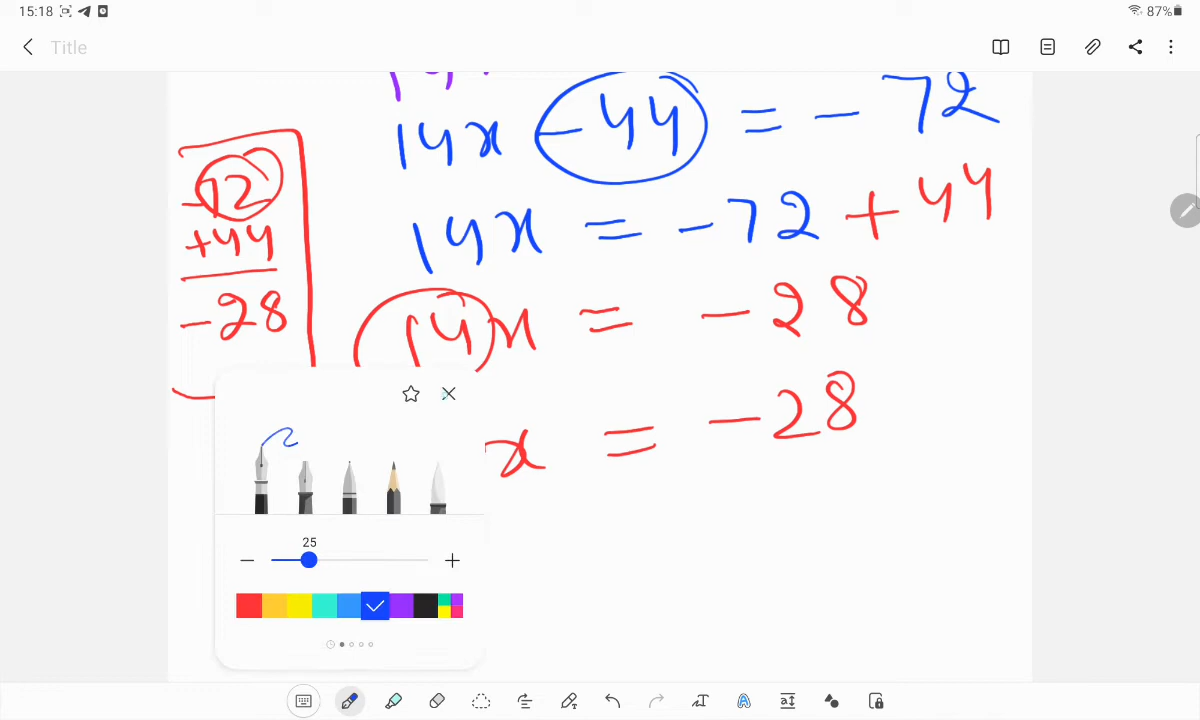 15:18
87%
Title
14x - 44 = - 72
14x = - 72 + 44
14x = - 28
x = - 28
- 72
+ 44
- 28
25